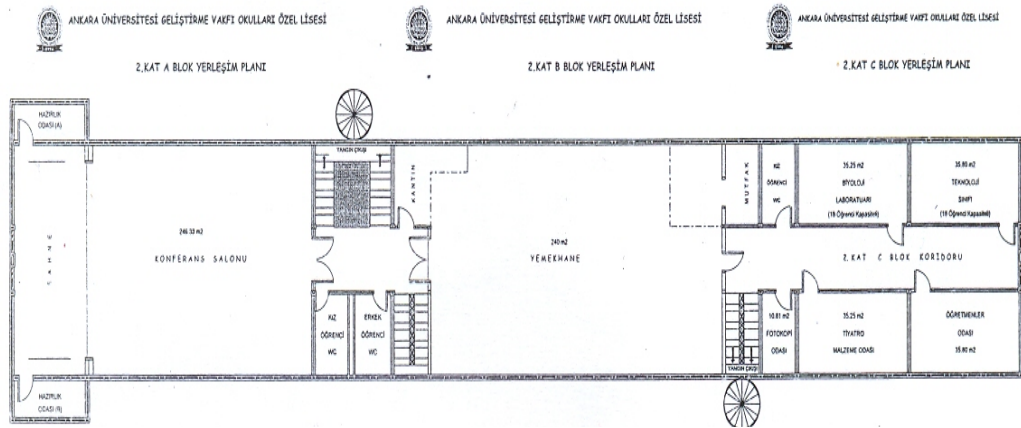 ANKARA ÜNİVERSİTESİ GELİŞTİRME VAKFI OKULLARI ÖZEL LİSESİ
2.KAT A BLOK YERLEŞİM PLANI
ANKARA ÜNİVERSİTESİ GELİŞTİRME VAKFI OKULLARI ÖZEL LİSESİ
2.KAT B BLOK YERLEŞİM PLANI
ANKARA ÜNİVERSİTESİ GELİŞTİRME VAKFI OKULLARI ÖZEL LİSESİ
2.KAT C BLOK YERLEŞİM PLANI
HAZIRLIK
ODASI (A)
SAHNE
246.33 m2
KONFERANS SALONU
HAZIRLIK
ODASI (B)
YANGIN ÇIKIŞI
KANTİN
KIZ
ÖĞRENCİ
WC
ERKEK
ÖĞRENCİ
WC
240 m2
YEMEKHANE
MUTFAK
KIZ
ÖĞRENCİ
WC
35.25 m2
BİYOLOJİ
LABORATUARI
(18 Öğrenci Kapasiteli)
35.80 m2
TEKNOLOJİ
SINIFI
(18 Öğrenci Kapasiteli)
2. KAT C BLOK KORİDORU
YANGIN ÇIKIŞI
10.81 m2
FOTOKOPİ
ODASI
35.25 m2
TİYATRO
MALZEME ODASI
ÖĞRETMENLER
ODASI
35.80 m2